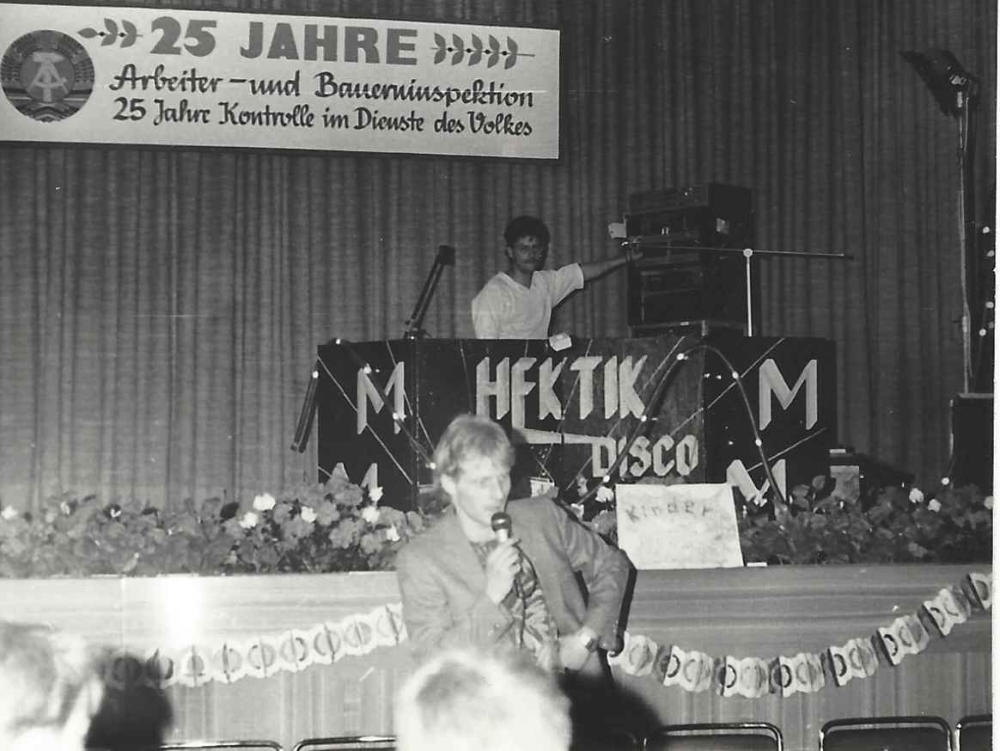 25 JAHRE
Arbeiter-und Bauerninspektion
25 Jahre Kontrolle im Dienste des Volkes
M HEKTIK M
DISCO
M M
Kinder